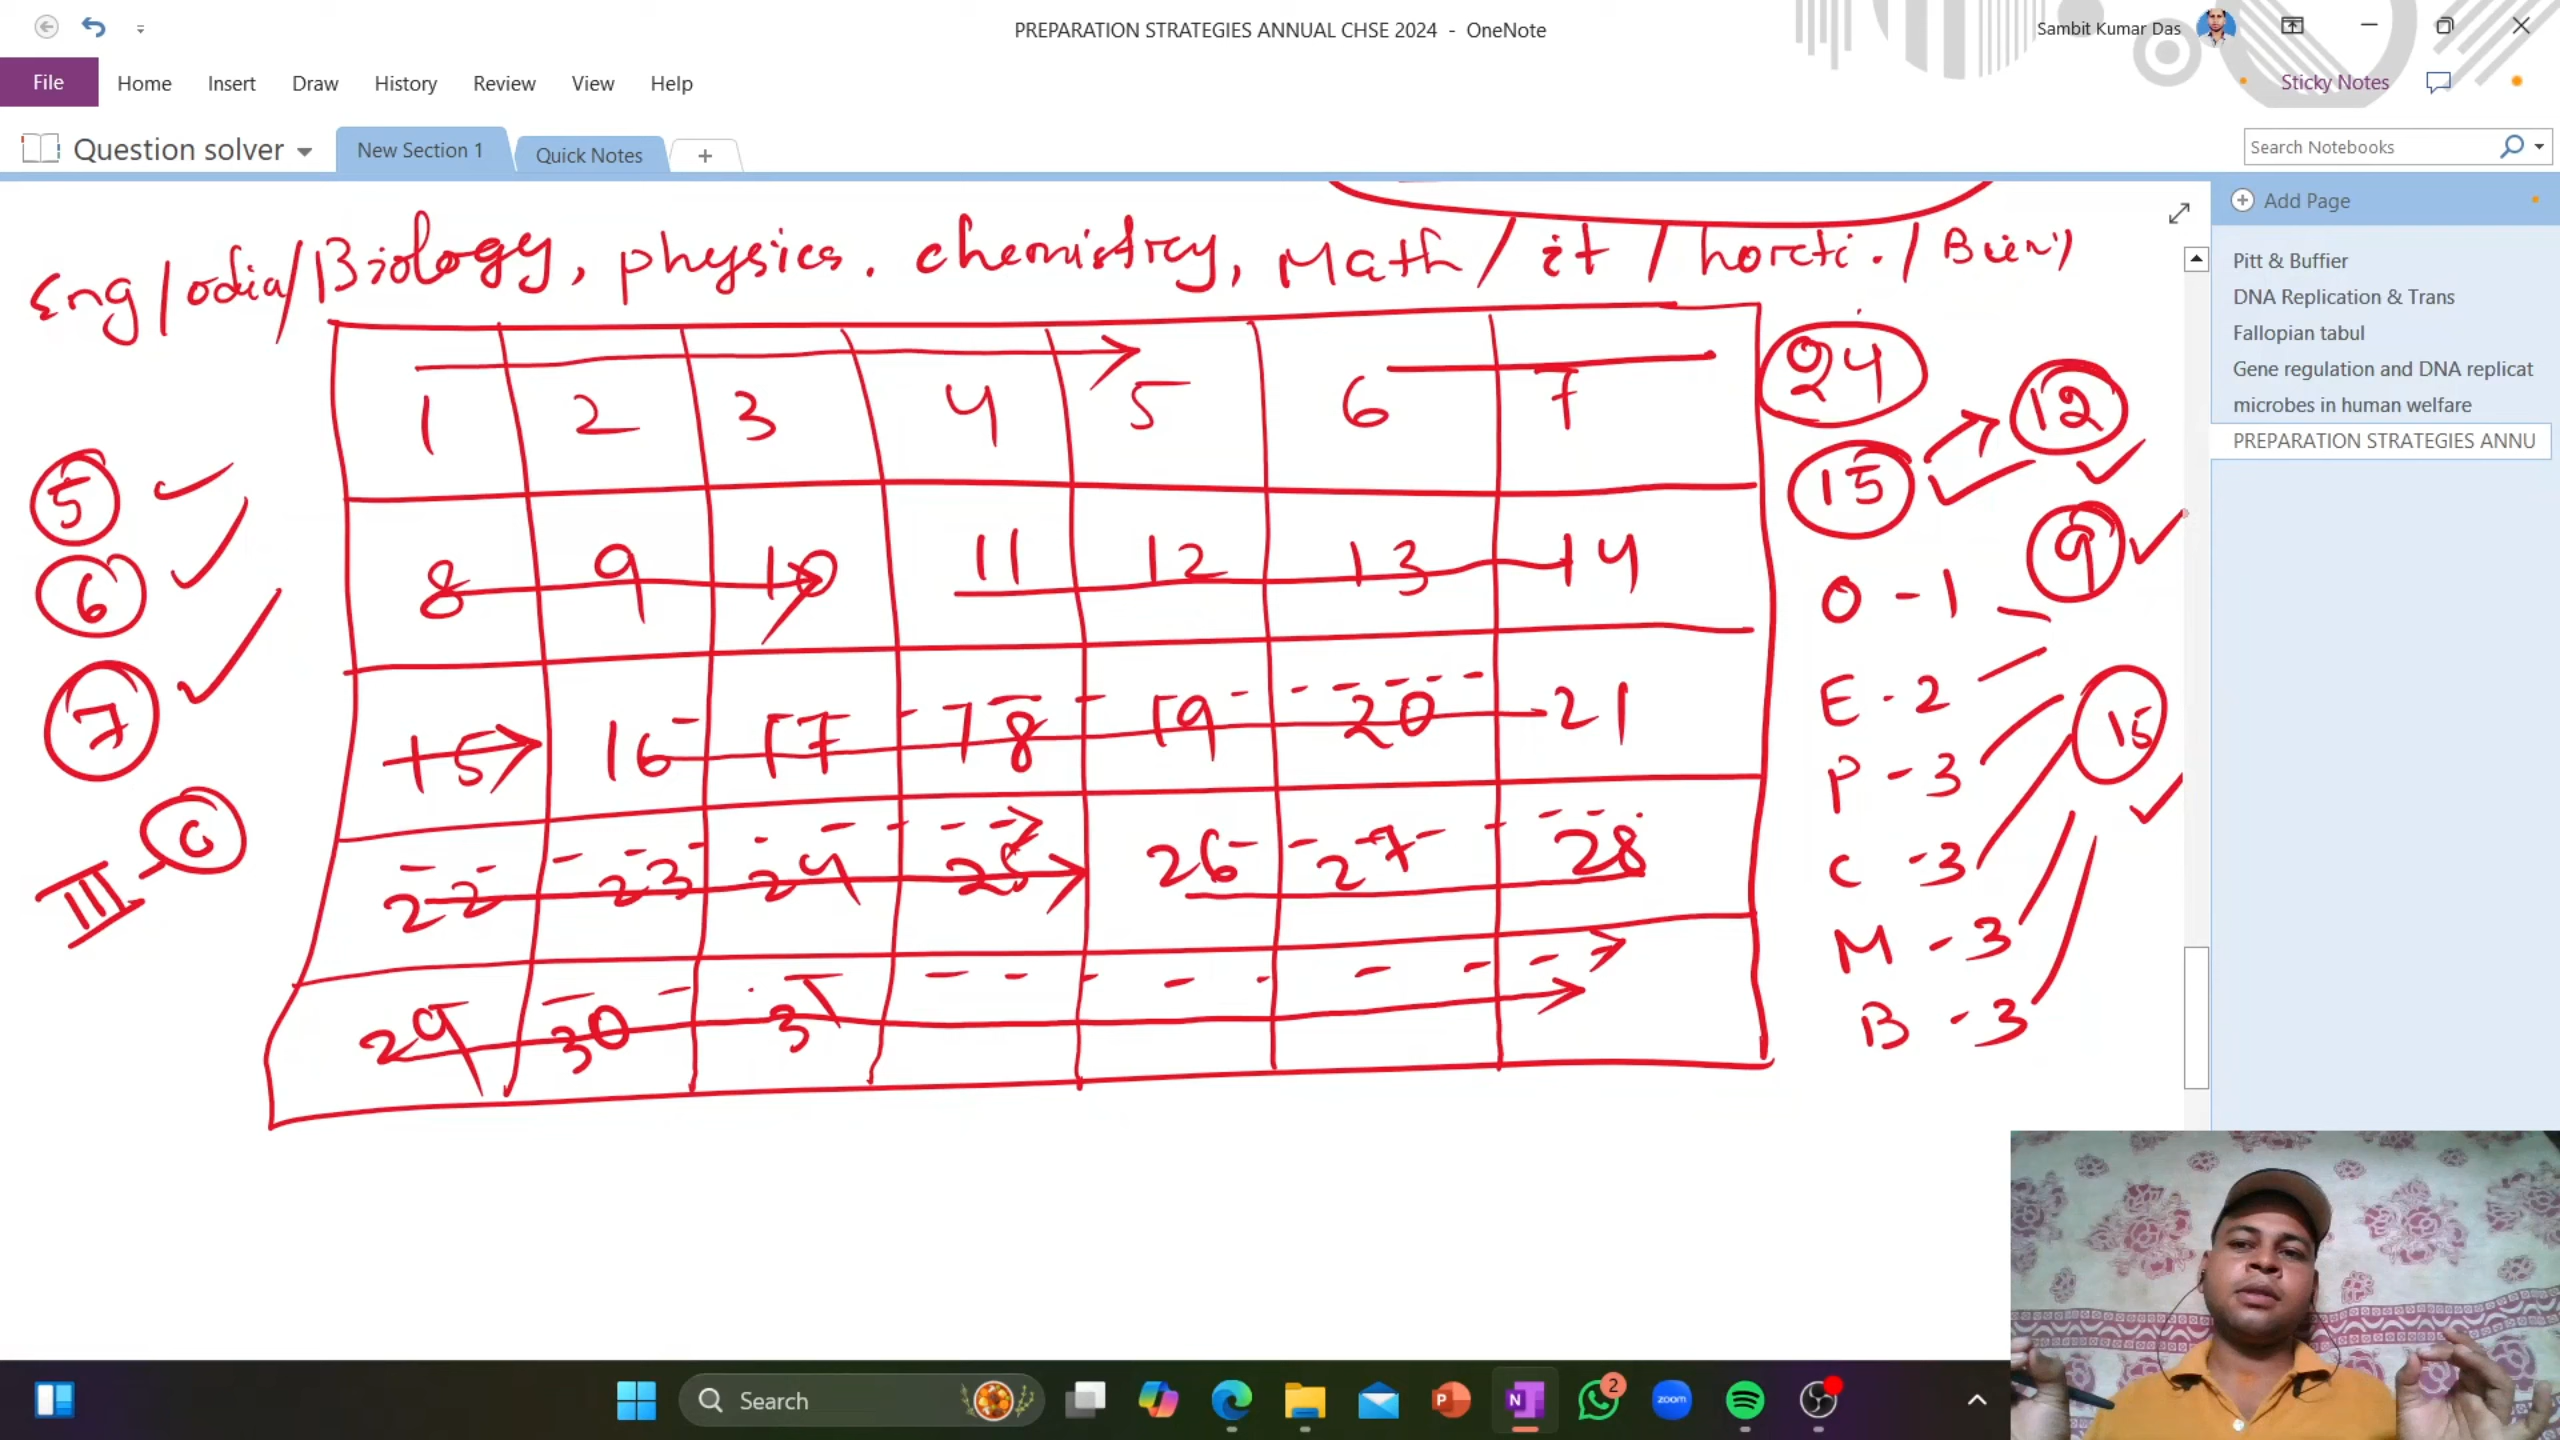 PREPARATION STRATEGIES ANNUAL CHSE 2024 - OneNote
Sambit Kumar Das
File Home Insert Draw History Review View Help
Sticky Notes
Question solver New Section 1 Quick Notes +
Search Notebooks
Add Page
Pitt & Buffier
DNA Replication & Trans
Fallopian tabul
Gene regulation and DNA replicat
microbes in human welfare
PREPARATION STRATEGIES ANNU
Eng/odia/Biology, physics. chemistry, Math / it / horcti. /
1 2 3 4 5 6 7
8 9 10 11 12 13 14
15 16 17 18 19 20 21
22 23 24 25 26 27 28
29 30 31
5
6
7
III -
24
15 12
9
O - 1
E - 2
P - 3
C - 3
M - 3
B - 3
15
Search
2
zoom